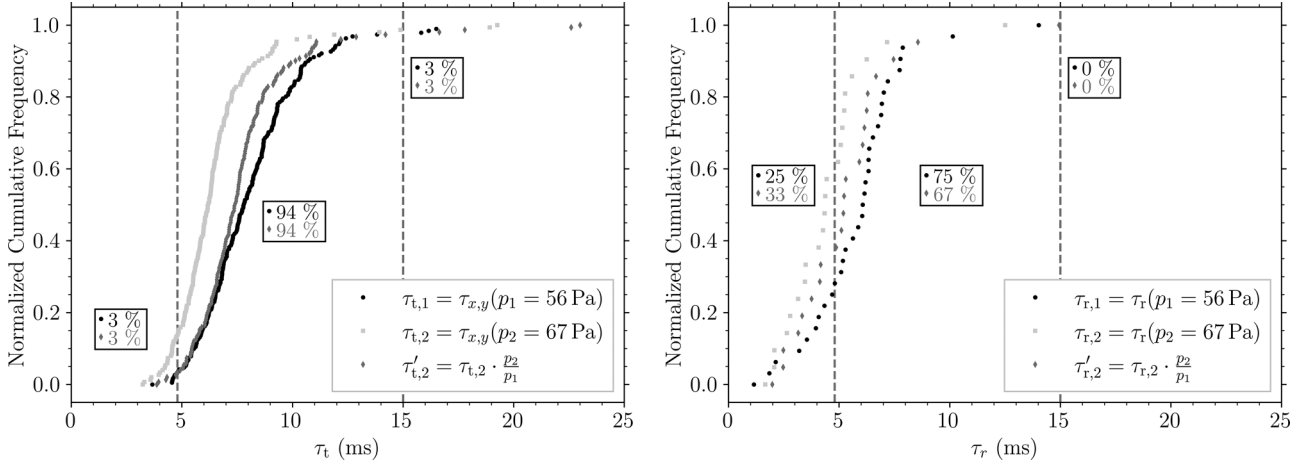 Normalized Cumulative Frequency
1.0
0.8
0.6
0.4
0.2
0.0
3 %
3 %
94 %
94 %
3 %
3 %
τt,1 = τx,y(p1 = 56 Pa)
τt,2 = τx,y(p2 = 67 Pa)
τ′t,2 = τt,2 · p2/p1
0 5 10 15 20 25
τt (ms)
Normalized Cumulative Frequency
1.0
0.8
0.6
0.4
0.2
0.0
0 %
0 %
25 %
33 %
75 %
67 %
τr,1 = τr(p1 = 56 Pa)
τr,2 = τr(p2 = 67 Pa)
τ′r,2 = τr,2 · p2/p1
0 5 10 15 20 25
τr (ms)